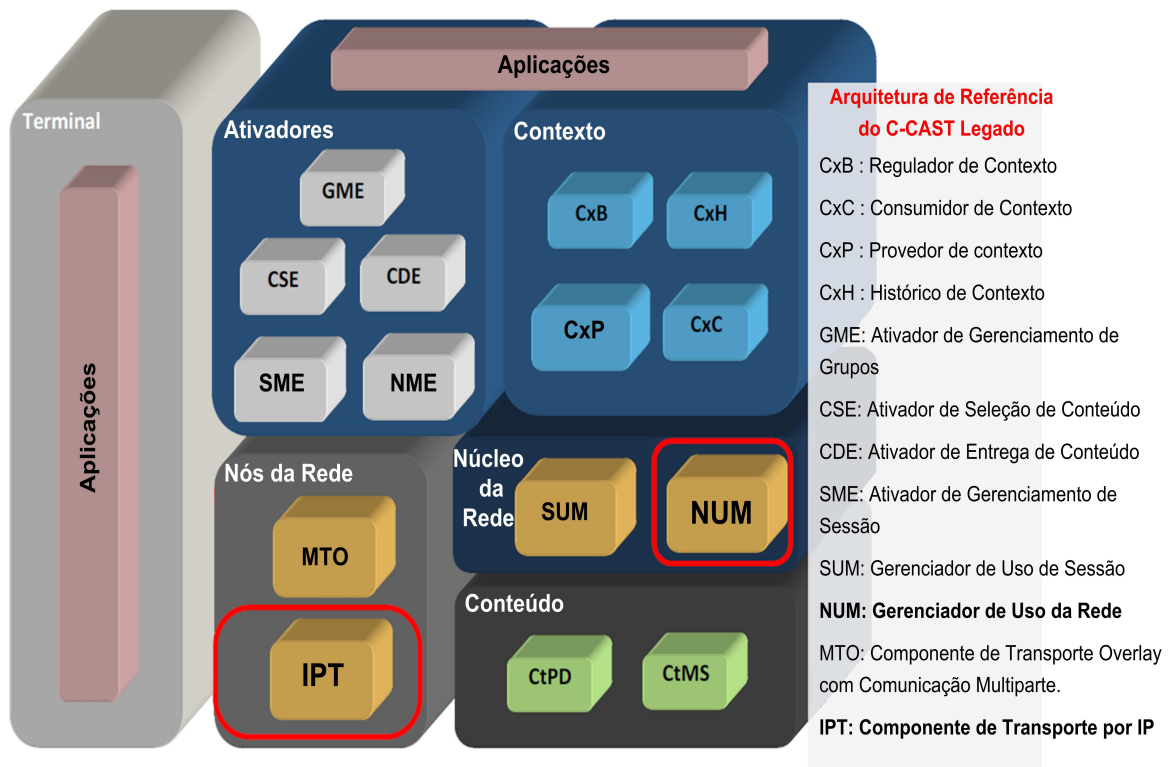 Aplicações
Terminal
Aplicações
Ativadores
GME
CSE
CDE
SME
NME
Contexto
CxB
CxH
CxP
CxC
Nós da Rede
MTO
IPT
Núcleo
da
Rede
SUM
NUM
Conteúdo
CtPD
CtMS
Arquitetura de Referência
do C-CAST Legado
CxB : Regulador de Contexto
CxC : Consumidor de Contexto
CxP : Provedor de contexto
CxH : Histórico de Contexto
GME: Ativador de Gerenciamento de
Grupos
CSE: Ativador de Seleção de Conteúdo
CDE: Ativador de Entrega de Conteúdo
SME: Ativador de Gerenciamento de
Sessão
SUM: Gerenciador de Uso de Sessão
NUM: Gerenciador de Uso da Rede
MTO: Componente de Transporte Overlay
com Comunicação Multiparte.
IPT: Componente de Transporte por IP